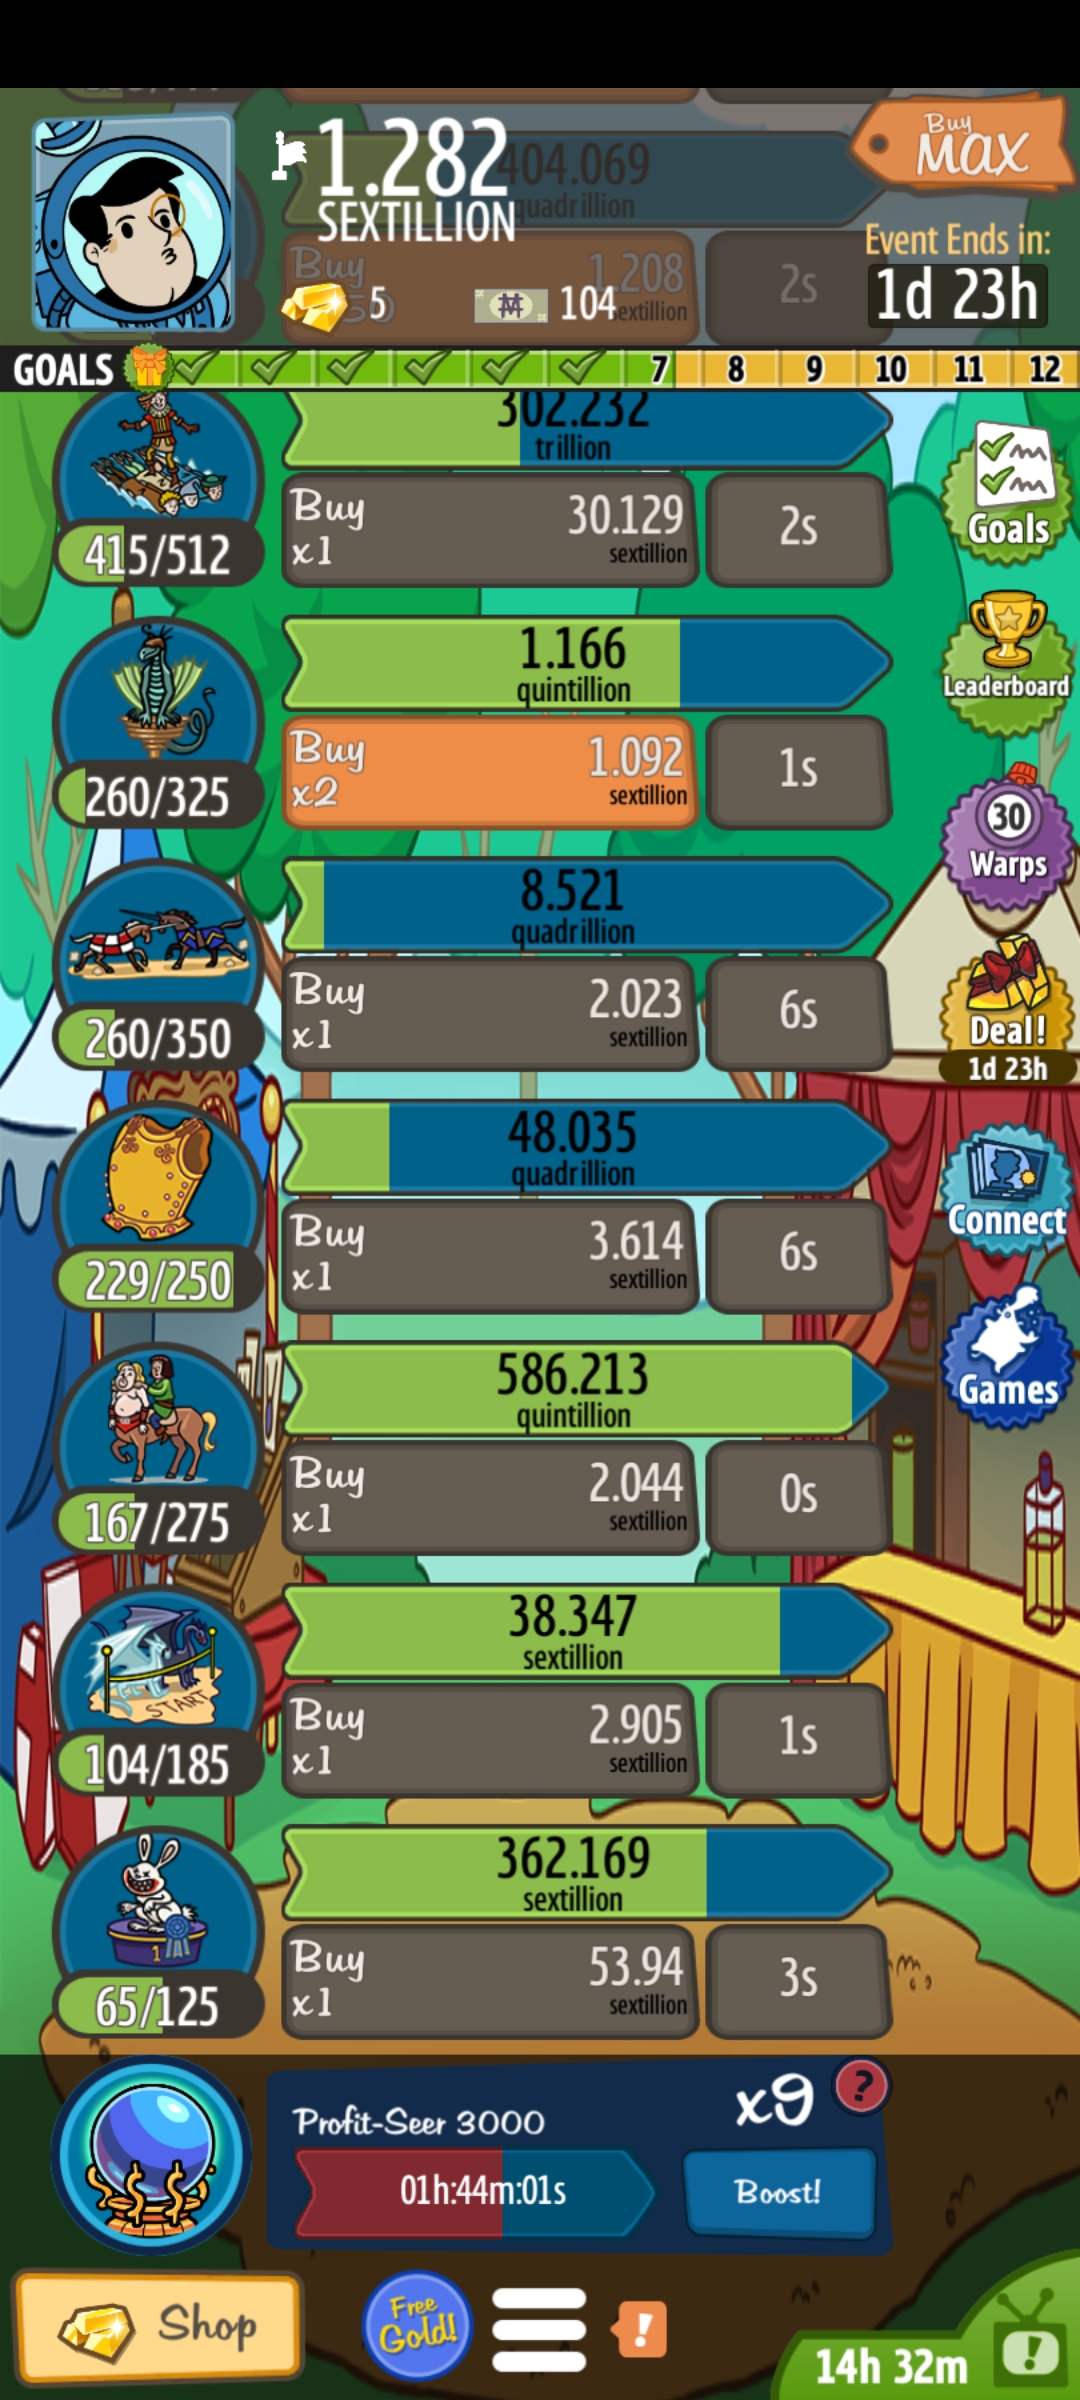 1.282
SEXTILLION
404.069
quadrillion
Buy
MAX
Event Ends in:
1d 23h
Buy
1.208
sextillion
2s
5
104
GOALS 7 8 9 10 11 12
302.232
trillion
415/512
Buy
x1
30.129
sextillion
2s
Goals
Leaderboard
1.166
quintillion
260/325
Buy
x2
1.092
sextillion
1s
30
Warps
8.521
quadrillion
260/350
Buy
x1
2.023
sextillion
6s
Deal!
1d 23h
48.035
quadrillion
229/250
Buy
x1
3.614
sextillion
6s
Connect
586.213
quintillion
167/275
Buy
x1
2.044
sextillion
0s
Games
38.347
sextillion
START
104/185
Buy
x1
2.905
sextillion
1s
362.169
sextillion
1
65/125
Buy
x1
53.94
sextillion
3s
Profit-Seer 3000
x9
?
01h:44m:01s
Boost!
Shop
Free
Gold!
!
14h 32m
!